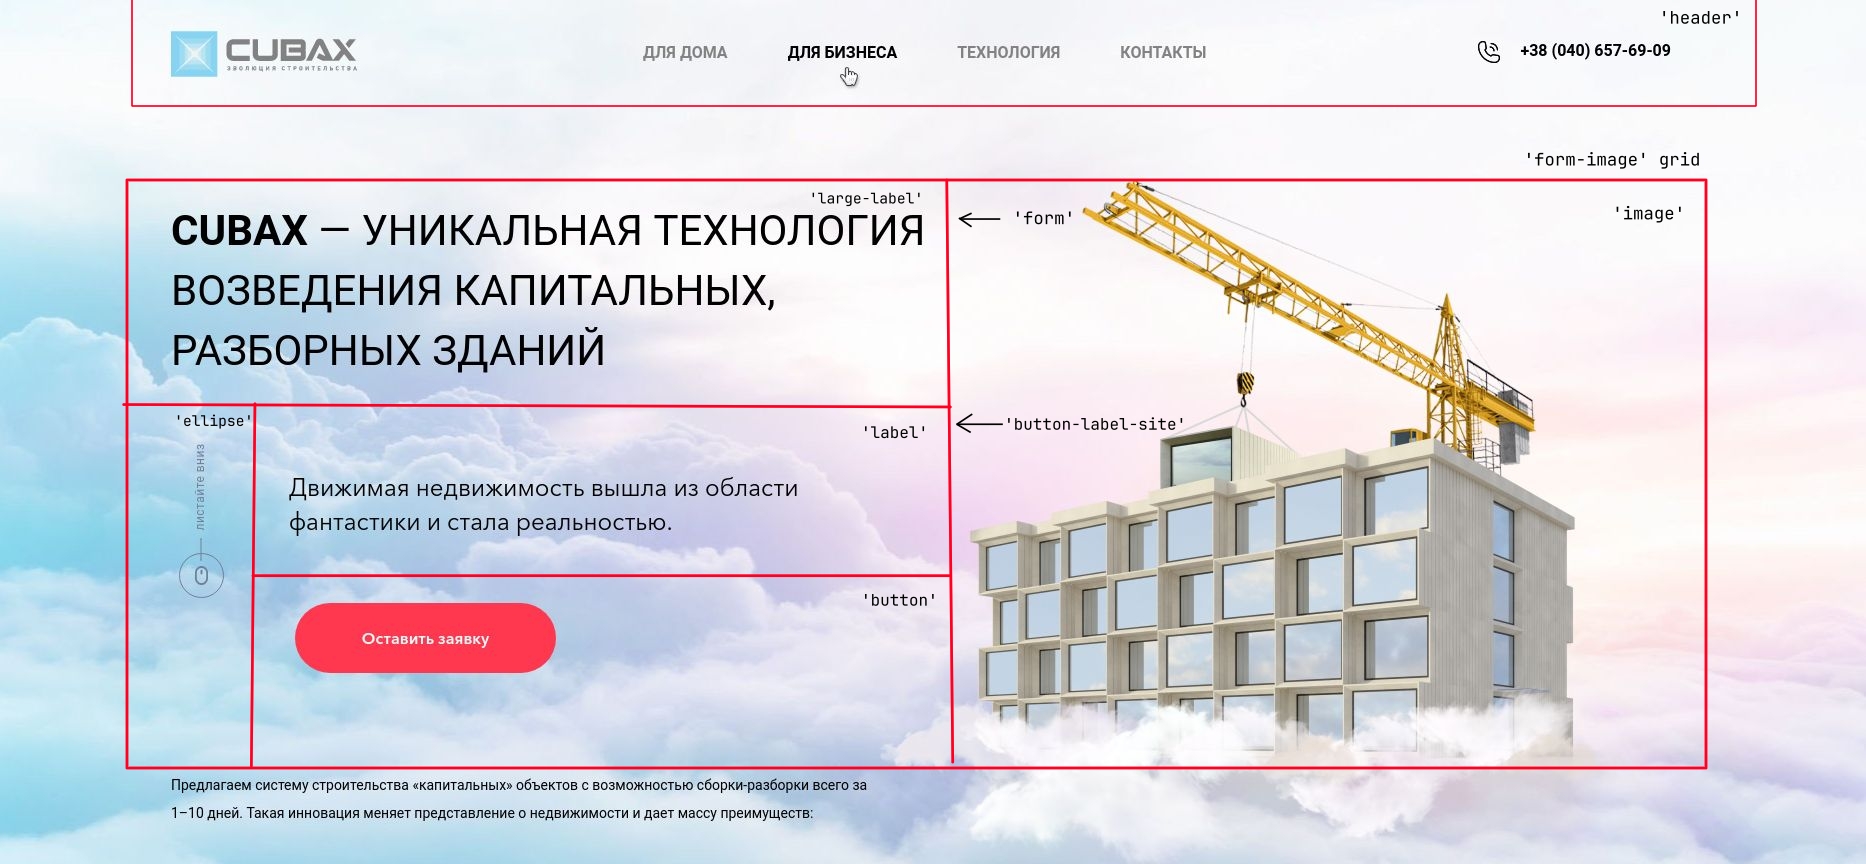 'header'
CUBAX
ЭВОЛЮЦИЯ СТРОИТЕЛЬСТВА
ДЛЯ ДОМА
ДЛЯ БИЗНЕСА
ТЕХНОЛОГИЯ
КОНТАКТЫ
+38 (040) 657-69-09
'form-image' grid
'large-label'
'form'
'image'
CUBAX — УНИКАЛЬНАЯ ТЕХНОЛОГИЯ
ВОЗВЕДЕНИЯ КАПИТАЛЬНЫХ,
РАЗБОРНЫХ ЗДАНИЙ
'ellipse'
'label'
'button-label-site'
листайте вниз
Движимая недвижимость вышла из области
фантастики и стала реальностью.
'button'
Оставить заявку
Предлагаем систему строительства «капитальных» объектов с возможностью сборки-разборки всего за
1–10 дней. Такая инновация меняет представление о недвижимости и дает массу преимуществ: